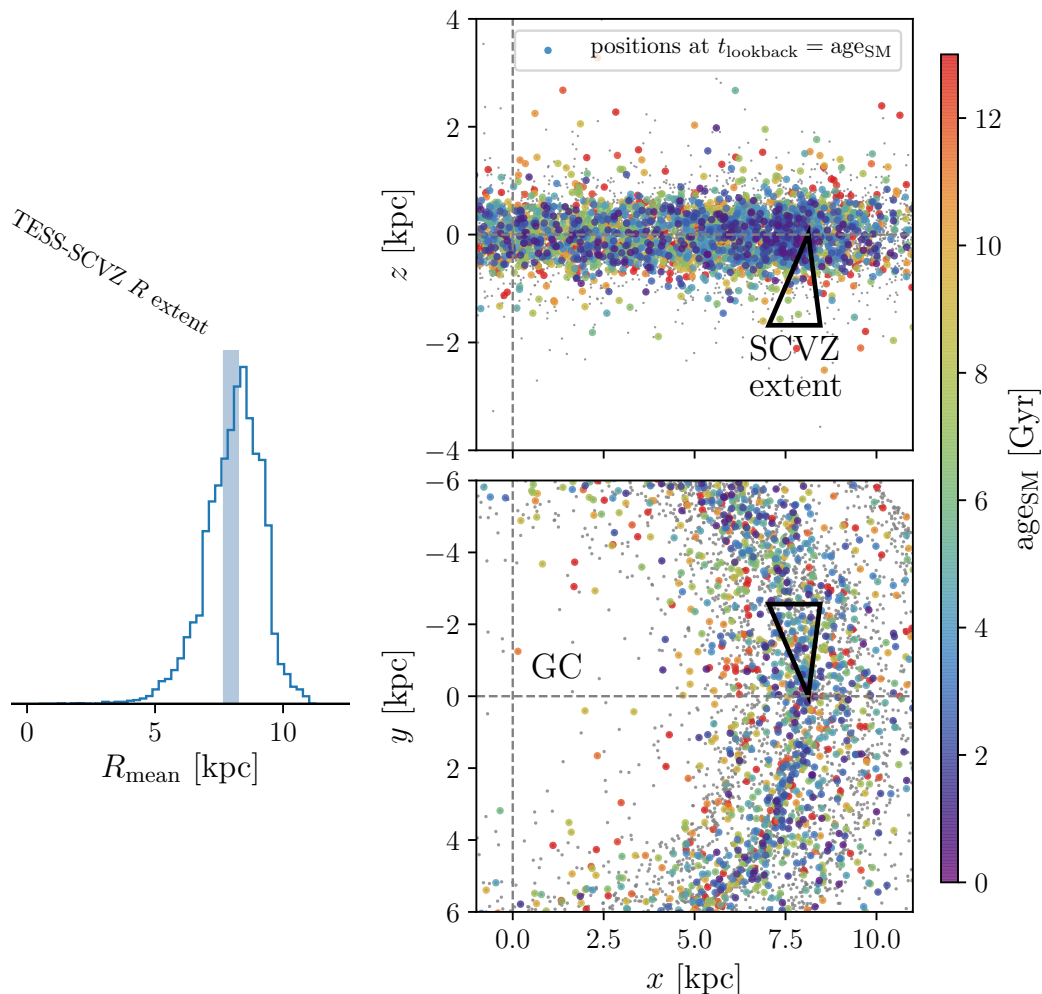 TESS-SCVZ R extent
0 5 10
R_mean [kpc]
positions at t_lookback = age_SM
4
2
0
−2
−4
z [kpc]
SCVZ
extent
−6
−4
−2
0
2
4
6
y [kpc]
GC
0.0 2.5 5.0 7.5 10.0
x [kpc]
12
10
8
6
4
2
0
age_SM [Gyr]